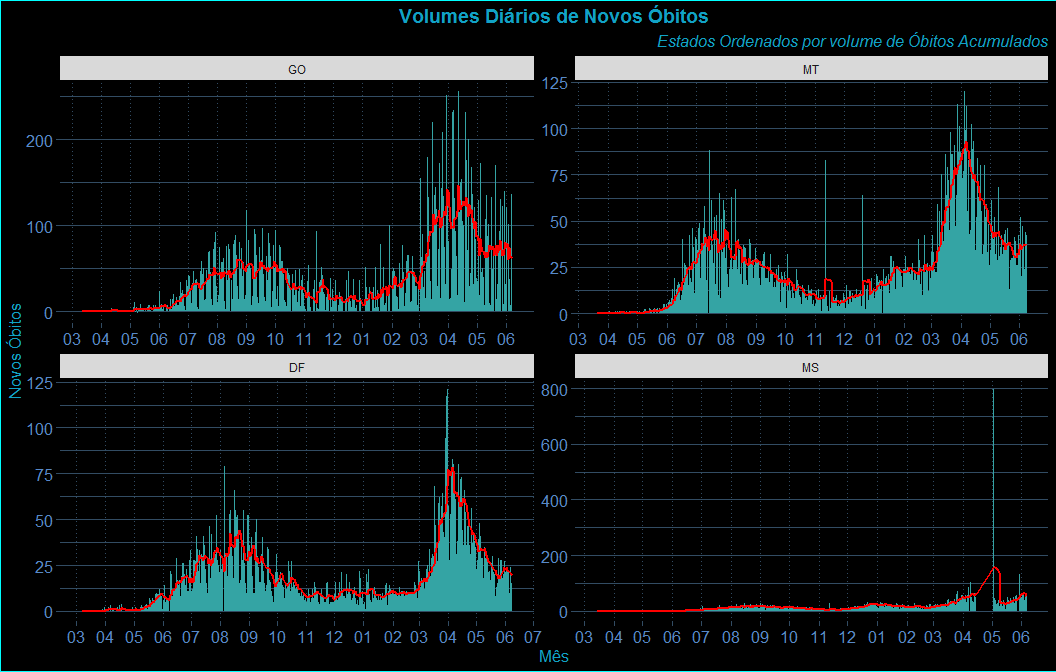 Volumes Diários de Novos Óbitos
Estados Ordenados por volume de Óbitos Acumulados
GO
MT
200
100
0
03 04 05 06 07 08 09 10 11 12 01 02 03 04 05 06
125
100
75
50
25
0
03 04 05 06 07 08 09 10 11 12 01 02 03 04 05 06
DF
MS
125
100
75
50
25
0
03 04 05 06 07 08 09 10 11 12 01 02 03 04 05 06 07
800
600
400
200
0
03 04 05 06 07 08 09 10 11 12 01 02 03 04 05 06
Novos Óbitos
Mês